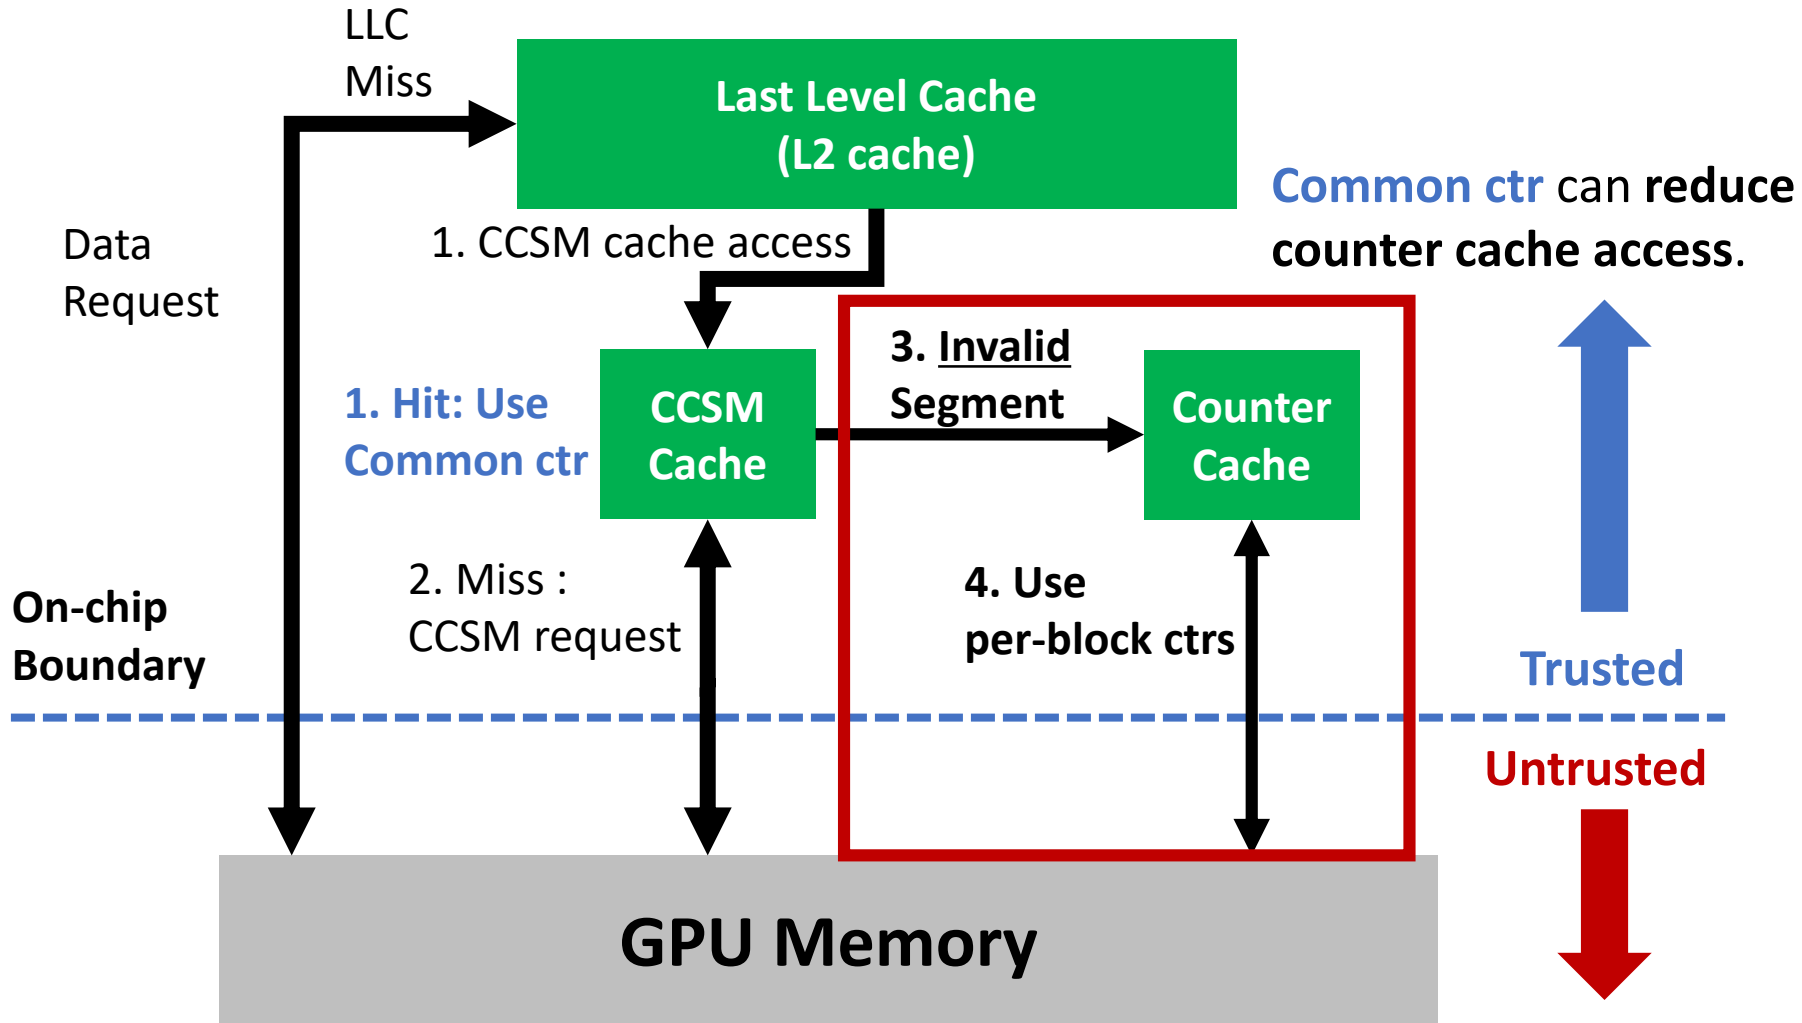 LLC
Miss
Last Level Cache
(L2 cache)
Common ctr can reduce
counter cache access.
Data
Request
1. CCSM cache access
3. Invalid
Segment
1. Hit: Use
Common ctr
CCSM
Cache
Counter
Cache
2. Miss :
CCSM request
4. Use
per-block ctrs
On-chip
Boundary
Trusted
Untrusted
GPU Memory